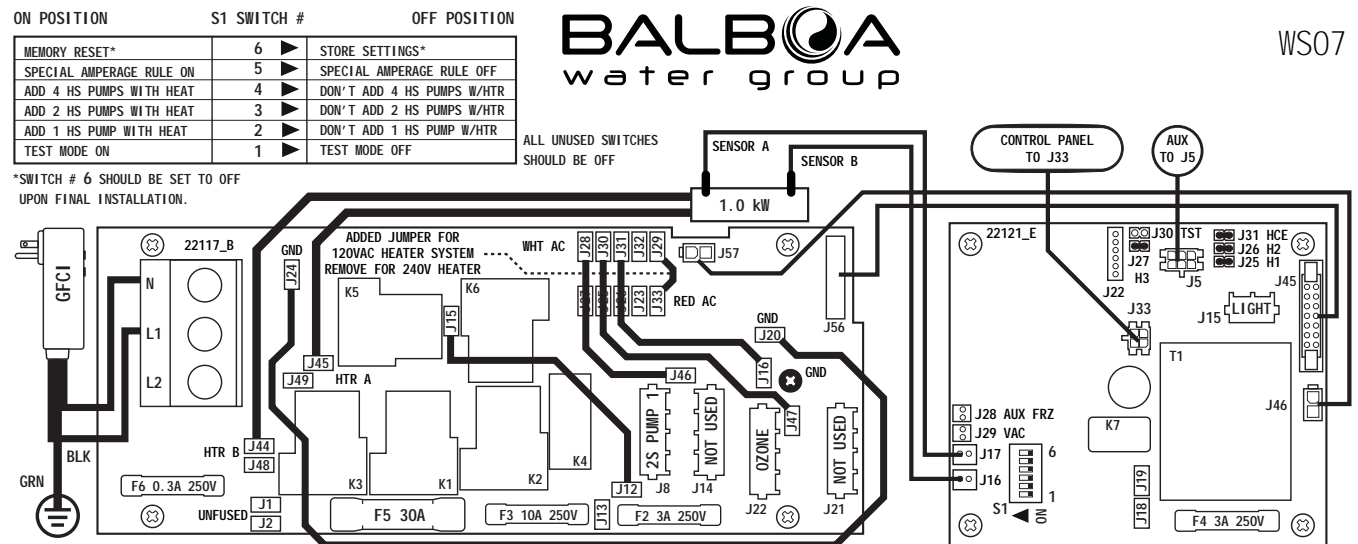 ON POSITION S1 SWITCH # OFF POSITION
MEMORY RESET* 6 ▶ STORE SETTINGS*
SPECIAL AMPERAGE RULE ON 5 ▶ SPECIAL AMPERAGE RULE OFF
ADD 4 HS PUMPS WITH HEAT 4 ▶ DON'T ADD 4 HS PUMPS W/HTR
ADD 2 HS PUMPS WITH HEAT 3 ▶ DON'T ADD 2 HS PUMPS W/HTR
ADD 1 HS PUMP WITH HEAT 2 ▶ DON'T ADD 1 HS PUMP W/HTR
TEST MODE ON 1 ▶ TEST MODE OFF
*SWITCH # 6 SHOULD BE SET TO OFF
UPON FINAL INSTALLATION.
ALL UNUSED SWITCHES
SHOULD BE OFF
BALBOA
water group
WS07
SENSOR A
SENSOR B
1.0 kW
CONTROL PANEL
TO J33
AUX
TO J5
GFCI
GRN
BLK
22117_B
N
L1
L2
GND
J24
ADDED JUMPER FOR
120VAC HEATER SYSTEM
REMOVE FOR 240V HEATER
WHT AC
J28
J30
J31
J32
J29
J57
J23
J33
RED AC
K5
K6
J15
J56
GND
J20
J45
J49
HTR A
J46
J16
GND
J47
HTR B
J44
J48
K3
K1
K2
K4
2S PUMP 1
J8
NOT USED
J14
OZONE
J22
NOT USED
J21
J12
J13
F6 0.3A 250V
UNFUSED
J1
J2
F5 30A
F3 10A 250V
F2 3A 250V
22121_E
J30 TST
J27
H3
J22
J5
J31 HCE
J26 H2
J25 H1
J45
J33
J15
LIGHT
T1
J46
K7
J28 AUX FRZ
J29 VAC
J17
J16
6
1
S1
ON
J19
J18
F4 3A 250V